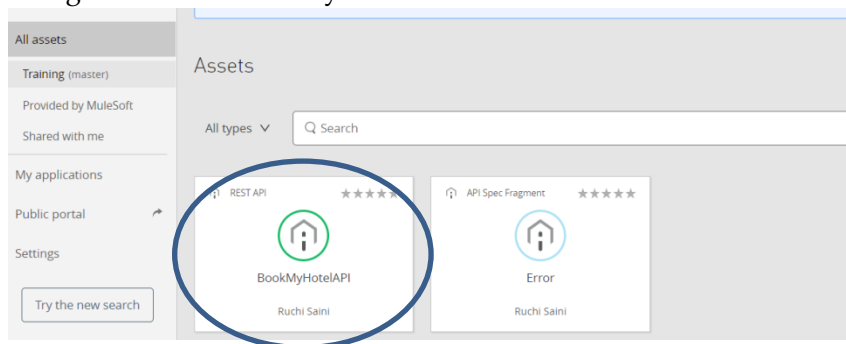 All assets
Training (master)
Provided by MuleSoft
Shared with me
My applications
Public portal
Settings
Try the new search
Assets
All types
Search
REST API
BookMyHotelAPI
Ruchi Saini
API Spec Fragment
Error
Ruchi Saini